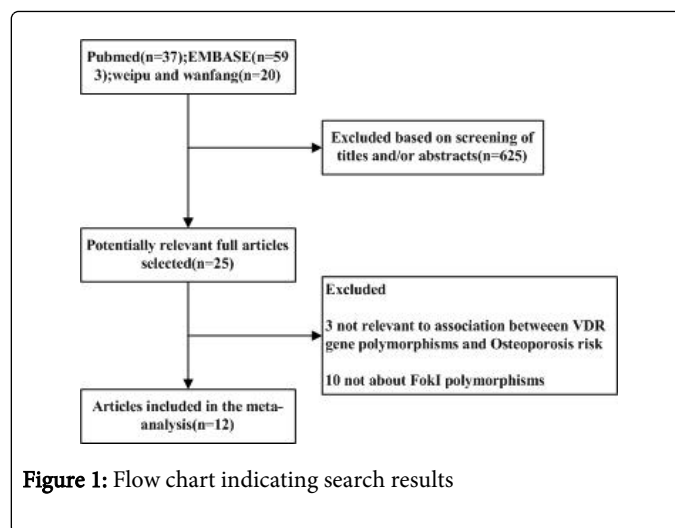 Pubmed(n=37);EMBASE(n=59
3);weipu and wanfang(n=20)
Excluded based on screening of
titles and/or abstracts(n=625)
Potentially relevant full articles
selected(n=25)
Excluded
3 not relevant to association betweeen VDR
gene polymorphisms and Osteoporosis risk
10 not about FokI polymorphisms
Articles included in the meta-
analysis(n=12)
Figure 1: Flow chart indicating search results